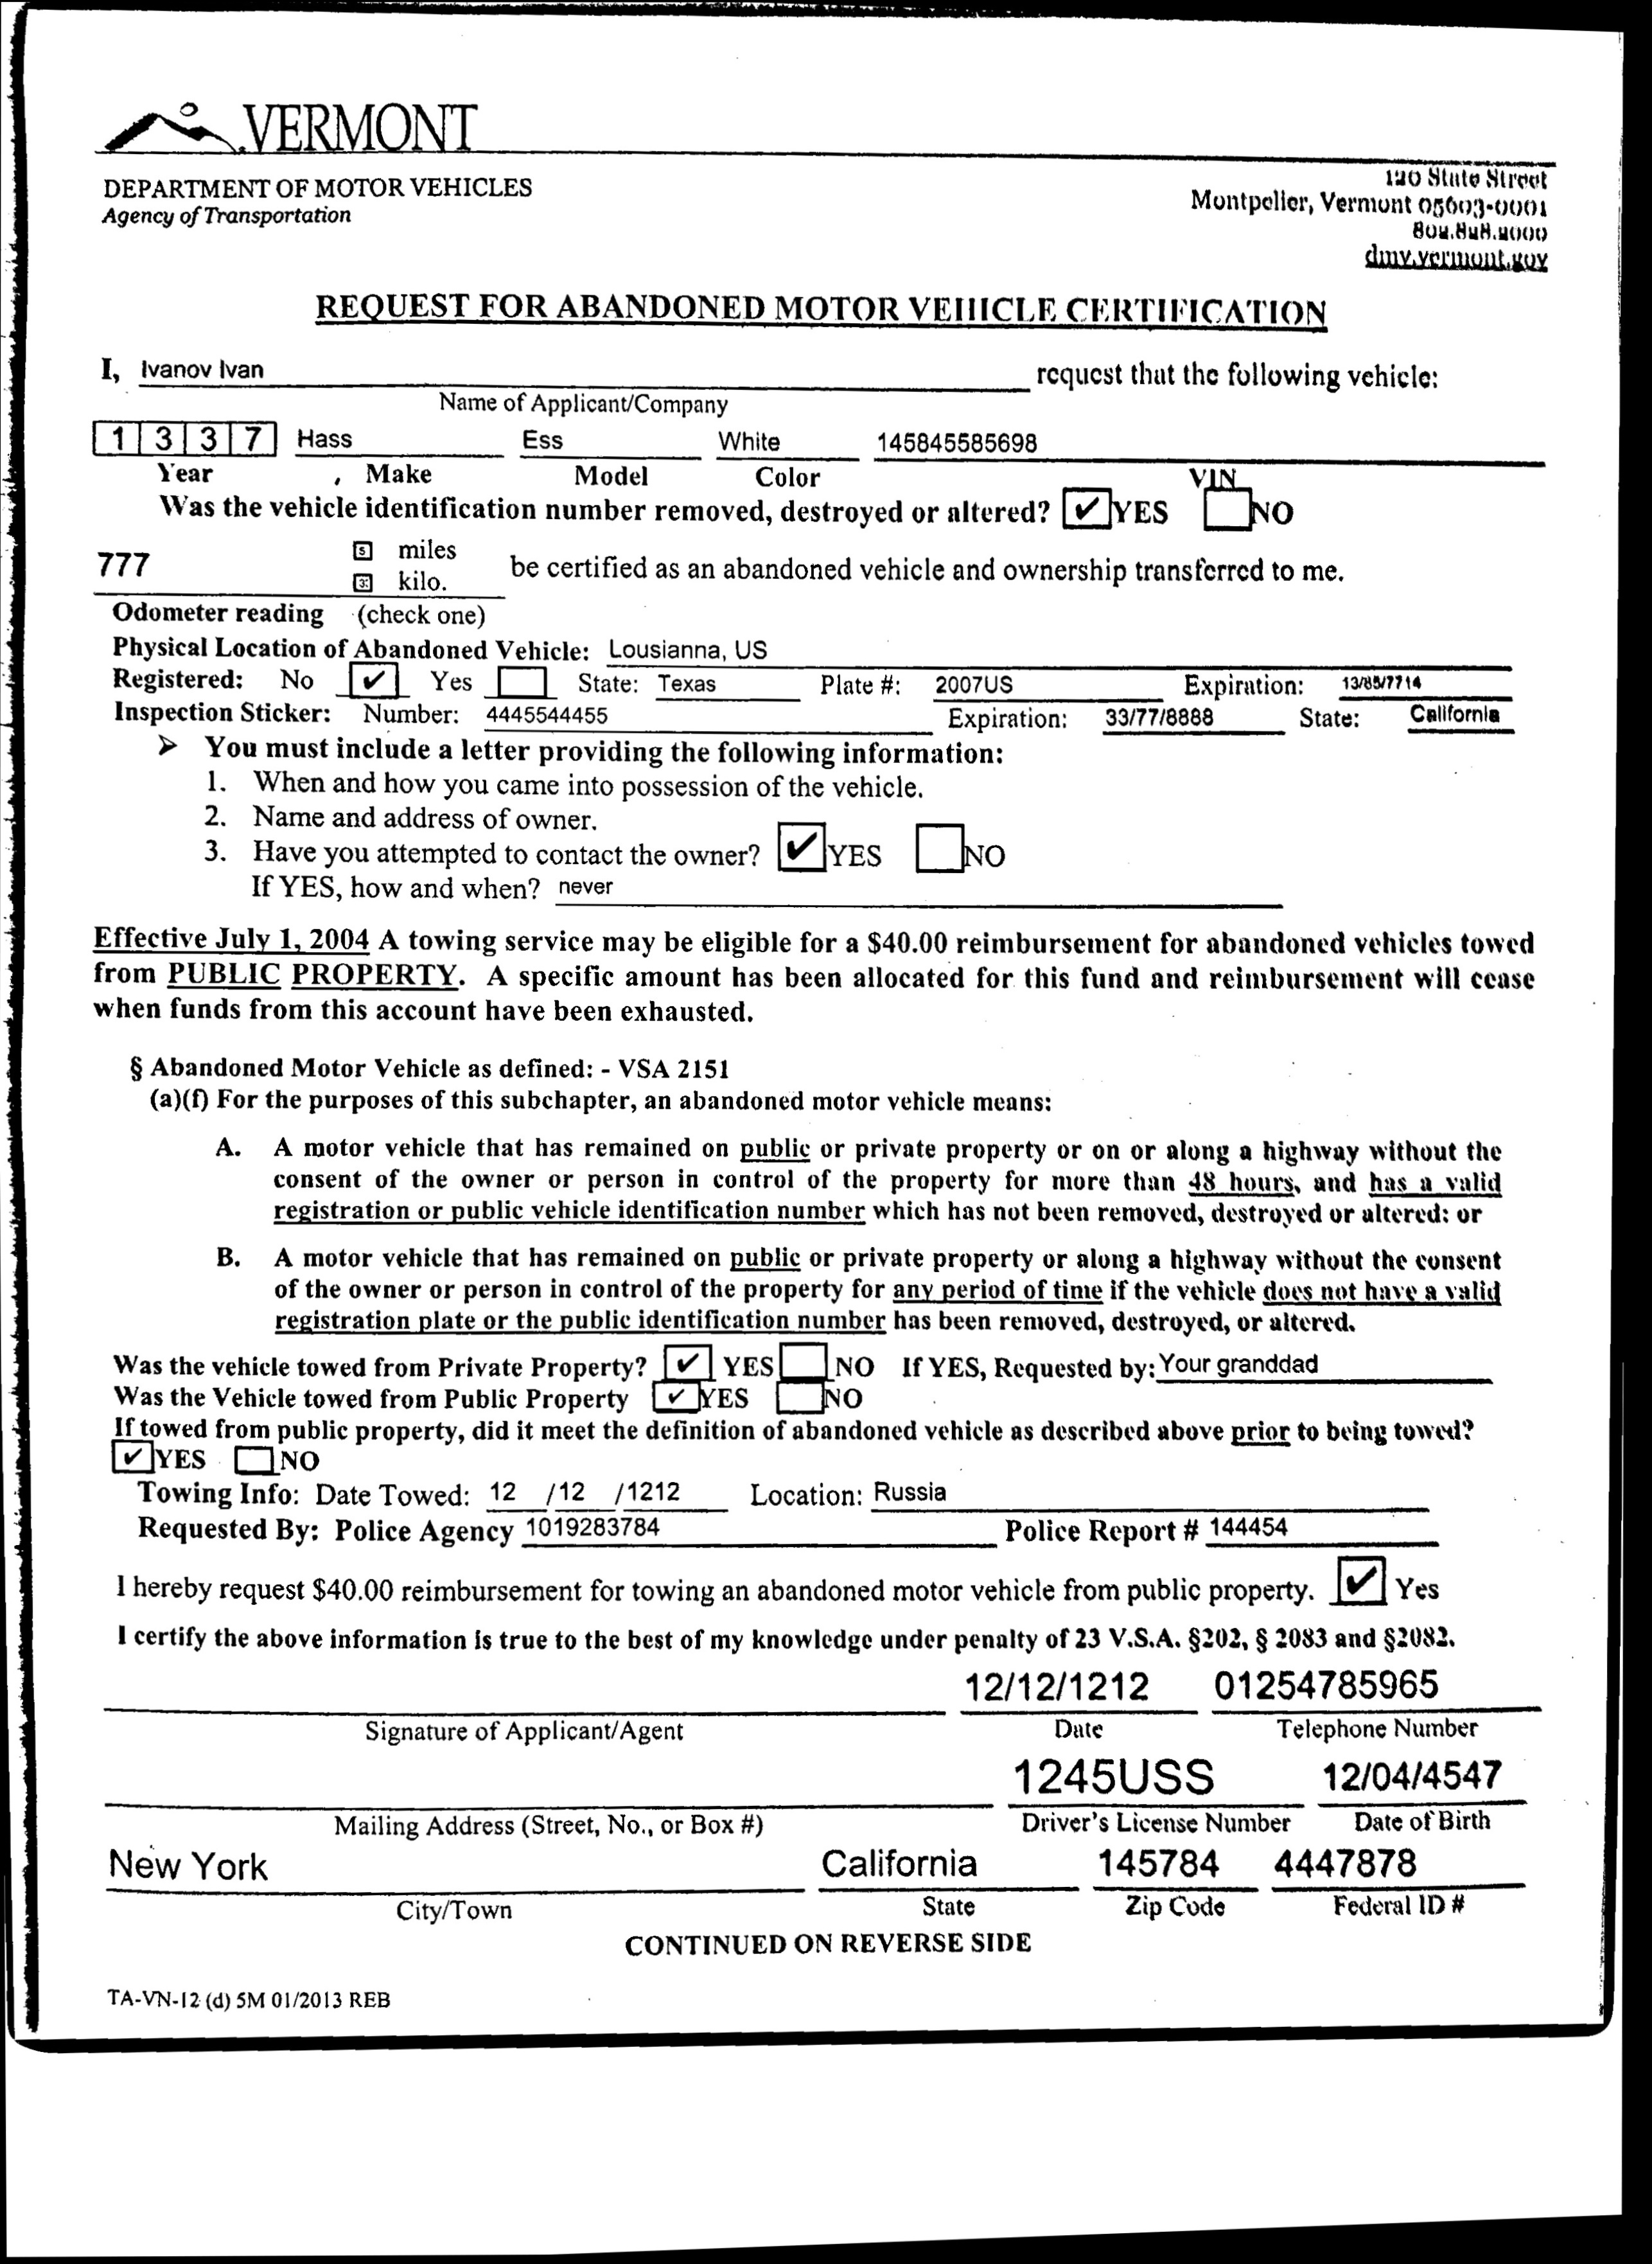 VERMONT
DEPARTMENT OF MOTOR VEHICLES
Agency of Transportation
120 State Street
Montpelier, Vermont 05603-0001
802.828.2000
dmv.vermont.gov
REQUEST FOR ABANDONED MOTOR VEHICLE CERTIFICATION
I, Ivanov Ivan request that the following vehicle:
Name of Applicant/Company
1 3 3 7 Hass Ess White 145845585698
Year , Make Model Color VIN
Was the vehicle identification number removed, destroyed or altered? ✔ YES NO
777 miles
kilo. be certified as an abandoned vehicle and ownership transferred to me.
Odometer reading (check one)
Physical Location of Abandoned Vehicle: Lousianna, US
Registered: No ✔ Yes State: Texas Plate #: 2007US Expiration: 13/85/7714
Inspection Sticker: Number: 4445544455 Expiration: 33/77/8888 State: California
➢ You must include a letter providing the following information:
1. When and how you came into possession of the vehicle.
2. Name and address of owner.
3. Have you attempted to contact the owner? ✔ YES NO
If YES, how and when? never
Effective July 1, 2004 A towing service may be eligible for a $40.00 reimbursement for abandoned vehicles towed
from PUBLIC PROPERTY. A specific amount has been allocated for this fund and reimbursement will cease
when funds from this account have been exhausted.
§ Abandoned Motor Vehicle as defined: - VSA 2151
(a)(f) For the purposes of this subchapter, an abandoned motor vehicle means:
A. A motor vehicle that has remained on public or private property or on or along a highway without the
consent of the owner or person in control of the property for more than 48 hours, and has a valid
registration or public vehicle identification number which has not been removed, destroyed or altered: or
B. A motor vehicle that has remained on public or private property or along a highway without the consent
of the owner or person in control of the property for any period of time if the vehicle does not have a valid
registration plate or the public identification number has been removed, destroyed, or altered.
Was the vehicle towed from Private Property? ✔ YES NO If YES, Requested by: Your granddad
Was the Vehicle towed from Public Property ✔ YES NO
If towed from public property, did it meet the definition of abandoned vehicle as described above prior to being towed?
✔ YES NO
Towing Info: Date Towed: 12 /12 /1212 Location: Russia
Requested By: Police Agency 1019283784 Police Report # 144454
I hereby request $40.00 reimbursement for towing an abandoned motor vehicle from public property. ✔ Yes
I certify the above information is true to the best of my knowledge under penalty of 23 V.S.A. §202, § 2083 and §2082.
12/12/1212 01254785965
Signature of Applicant/Agent Date Telephone Number
1245USS 12/04/4547
Mailing Address (Street, No., or Box #) Driver's License Number Date of Birth
New York California 145784 4447878
City/Town State Zip Code Federal ID #
CONTINUED ON REVERSE SIDE
TA-VN-12 (d) 5M 01/2013 REB